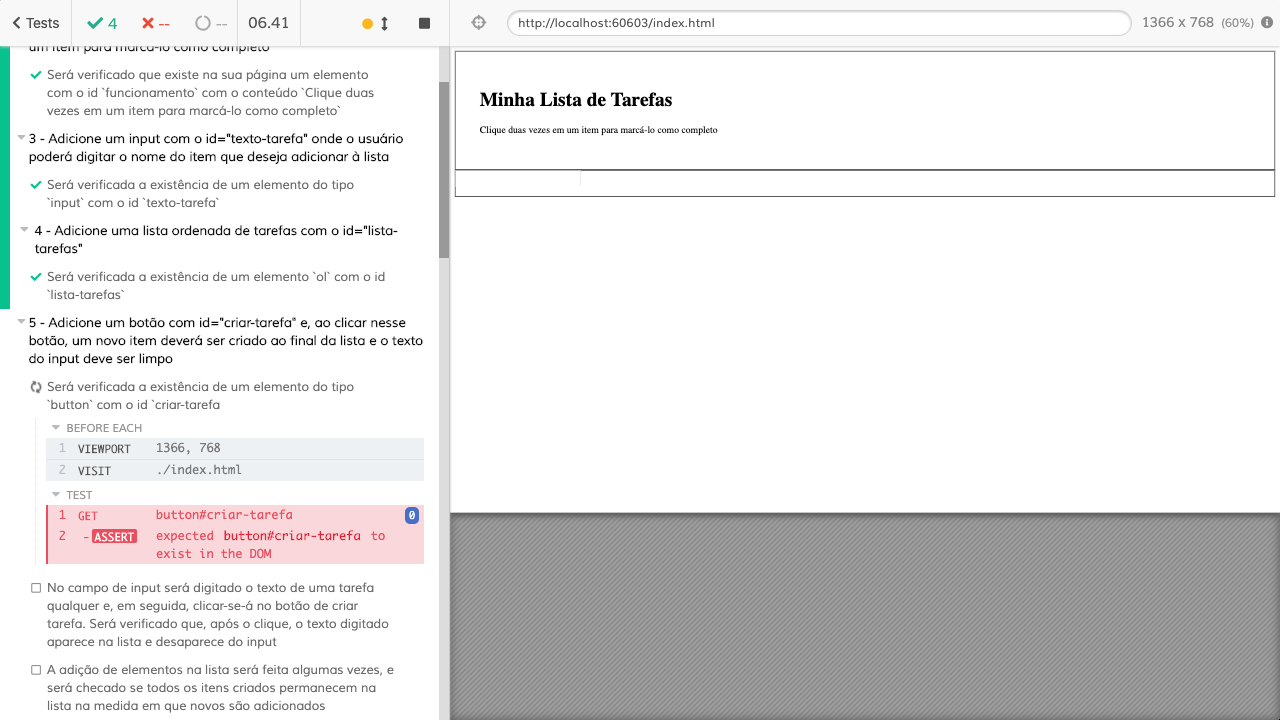 Tests
4
--
--
06.41
http://localhost:60603/index.html
1366 x 768 (60%)
um item para marcá-lo como completo
Será verificado que existe na sua página um elemento
com o id `funcionamento` com o conteúdo `Clique duas
vezes em um item para marcá-lo como completo`
3 - Adicione um input com o id="texto-tarefa" onde o usuário
poderá digitar o nome do item que deseja adicionar à lista
Será verificada a existência de um elemento do tipo
`input` com o id `texto-tarefa`
4 - Adicione uma lista ordenada de tarefas com o id="lista-
tarefas"
Será verificada a existência de um elemento `ol` com o id
`lista-tarefas`
5 - Adicione um botão com id="criar-tarefa" e, ao clicar nesse
botão, um novo item deverá ser criado ao final da lista e o texto
do input deve ser limpo
Será verificada a existência de um elemento do tipo
`button` com o id `criar-tarefa
BEFORE EACH
1 VIEWPORT 1366, 768
2 VISIT ./index.html
TEST
1 GET button#criar-tarefa 0
2 -ASSERT expected button#criar-tarefa to
exist in the DOM
No campo de input será digitado o texto de uma tarefa
qualquer e, em seguida, clicar-se-á no botão de criar
tarefa. Será verificado que, após o clique, o texto digitado
aparece na lista e desaparece do input
A adição de elementos na lista será feita algumas vezes, e
será checado se todos os itens criados permanecem na
lista na medida em que novos são adicionados
Minha Lista de Tarefas
Clique duas vezes em um item para marcá-lo como completo